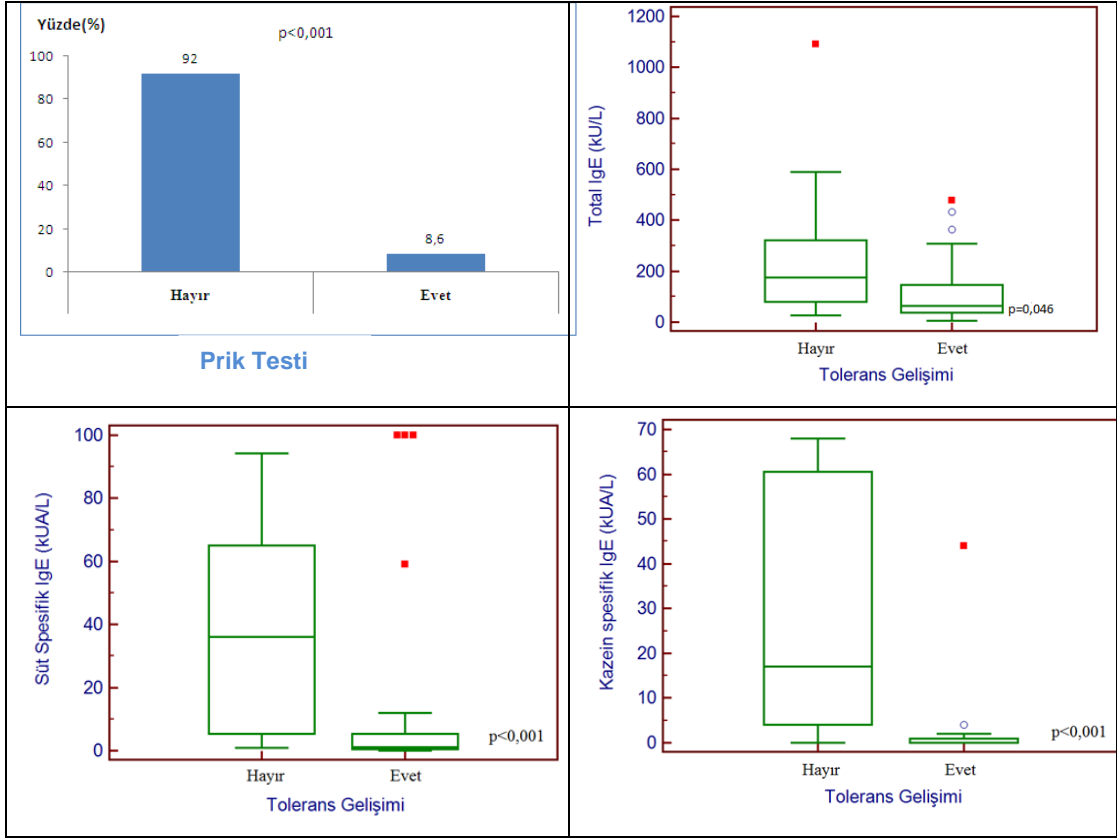 Yüzde(%)
p<0,001
100
80
60
40
20
0
92
8,6
Hayır
Evet
Prik Testi
1200
1000
800
600
400
200
0
Total IgE (kU/L)
p=0,046
Hayır
Evet
Tolerans Gelişimi
100
80
60
40
20
0
Süt Spesifik IgE (kUA/L)
p<0,001
Hayır
Evet
Tolerans Gelişimi
70
60
50
40
30
20
10
0
Kazein spesifik IgE (kUA/L)
p<0,001
Hayır
Evet
Tolerans Gelişimi